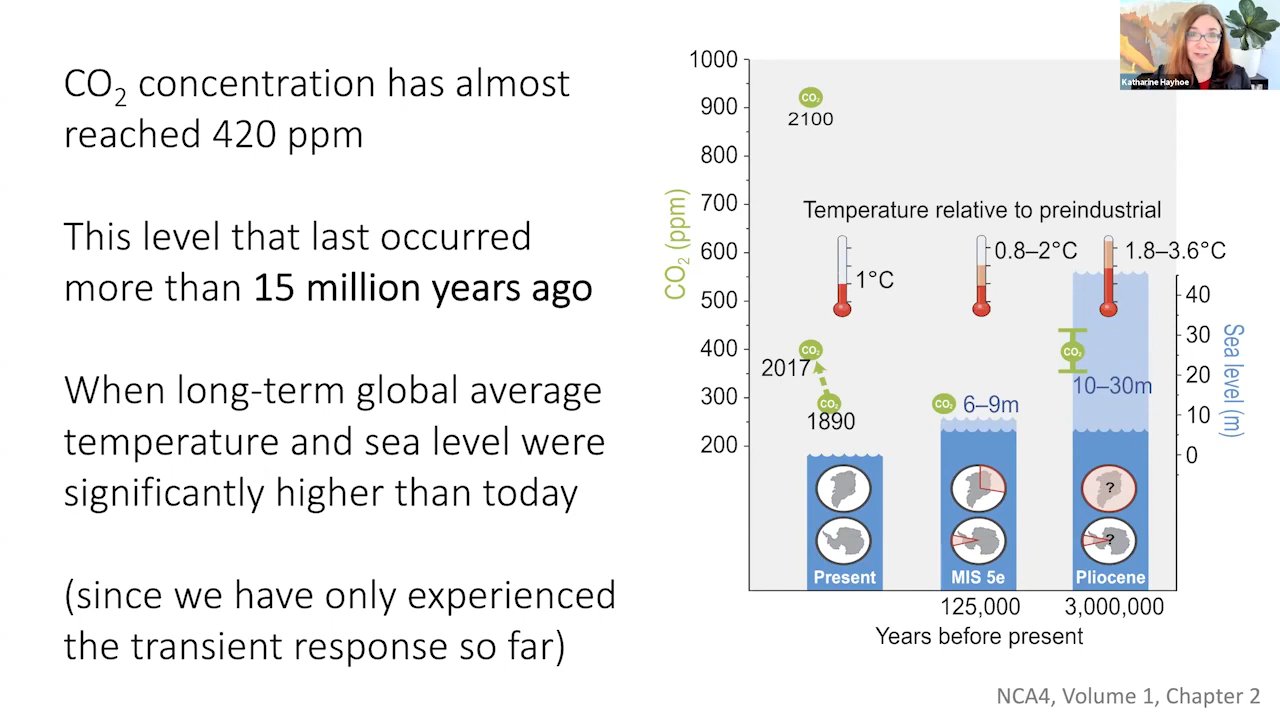 CO₂ concentration has almost
reached 420 ppm
This level that last occurred
more than 15 million years ago
When long-term global average
temperature and sea level were
significantly higher than today
(since we have only experienced
the transient response so far)
Katharine Hayhoe
1000
900
800
700
600
500
400
300
200
CO₂ (ppm)
CO₂
2100
Temperature relative to preindustrial
1°C
0.8–2°C
1.8–3.6°C
CO₂
2017
CO₂
1890
CO₂
6–9m
CO₂
10–30m
40
30
20
10
0
Sea level (m)
?
?
Present
MIS 5e
Pliocene
125,000
3,000,000
Years before present
NCA4, Volume 1, Chapter 2